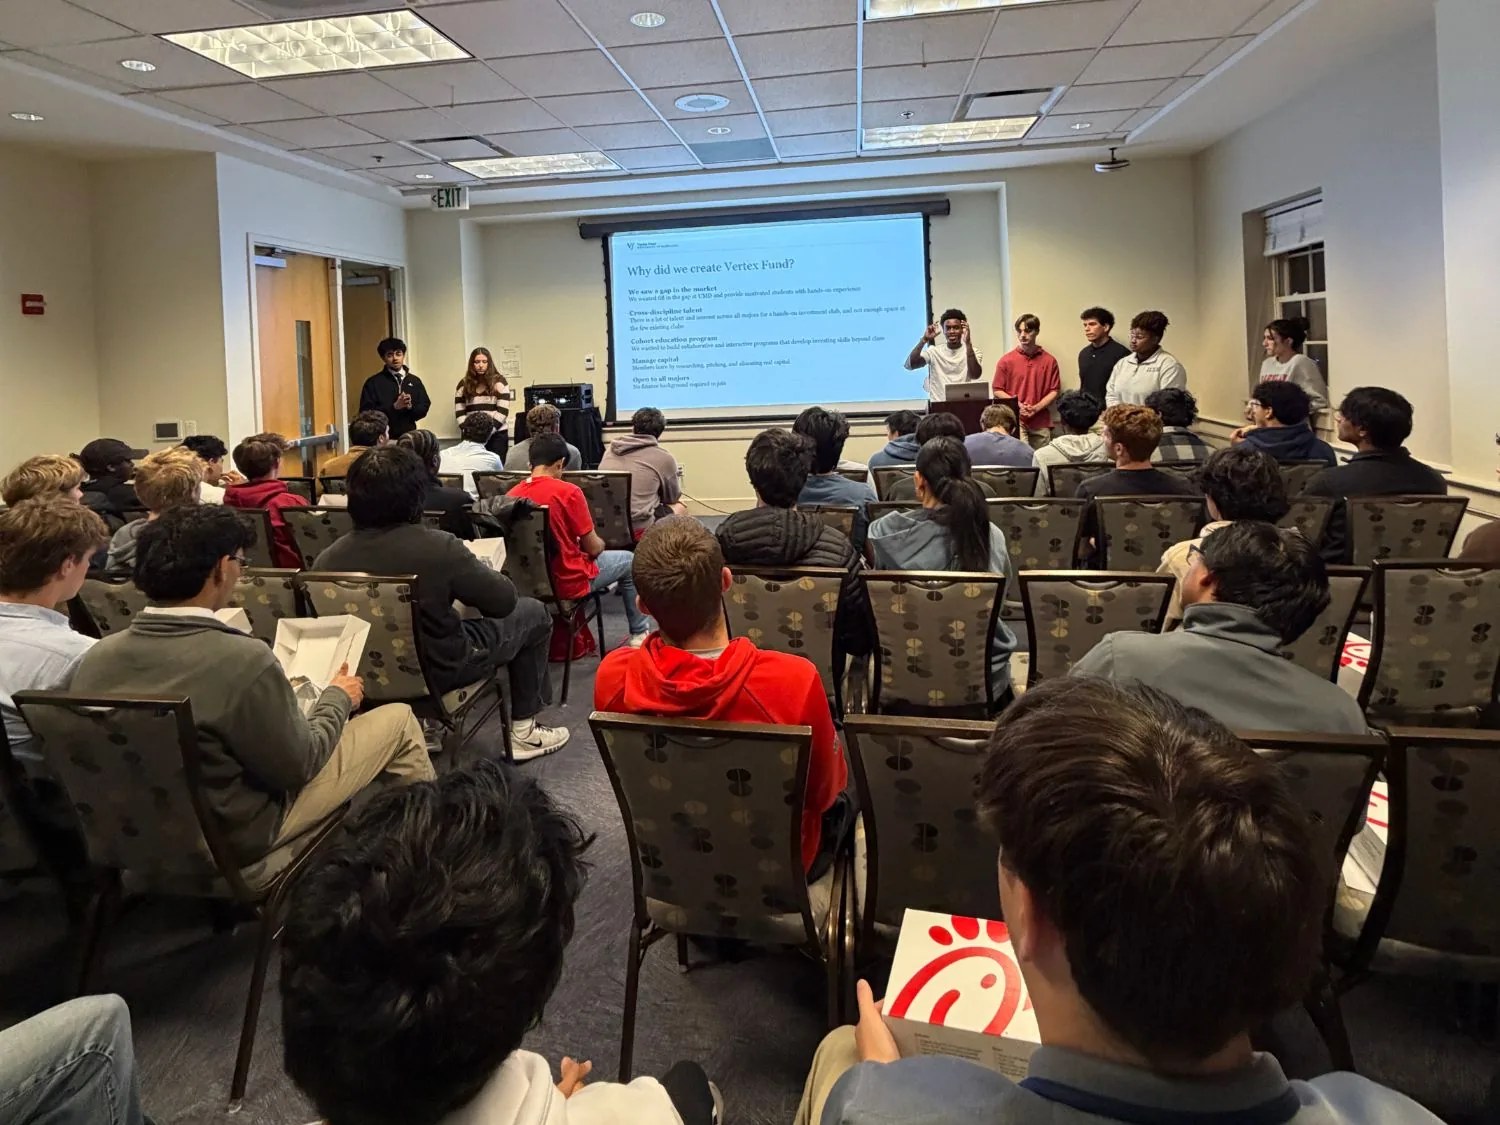 <EXIT
Vertex Fund
Why did we create Vertex Fund?
We saw a gap in the market
We wanted fill in the gap at UMD and provide motivated students with hands-on experience
Cross-discipline talent
There is a lot of talent and interest across all majors for a hands-on investment club, and not enough space at
the few existing clubs
Cohort education program
We wanted to build collaborative and interactive programs that develop investing skills beyond class
Manage capital
Members learn by researching, pitching, and allocating real capital
Open to all majors
No finance background required to join